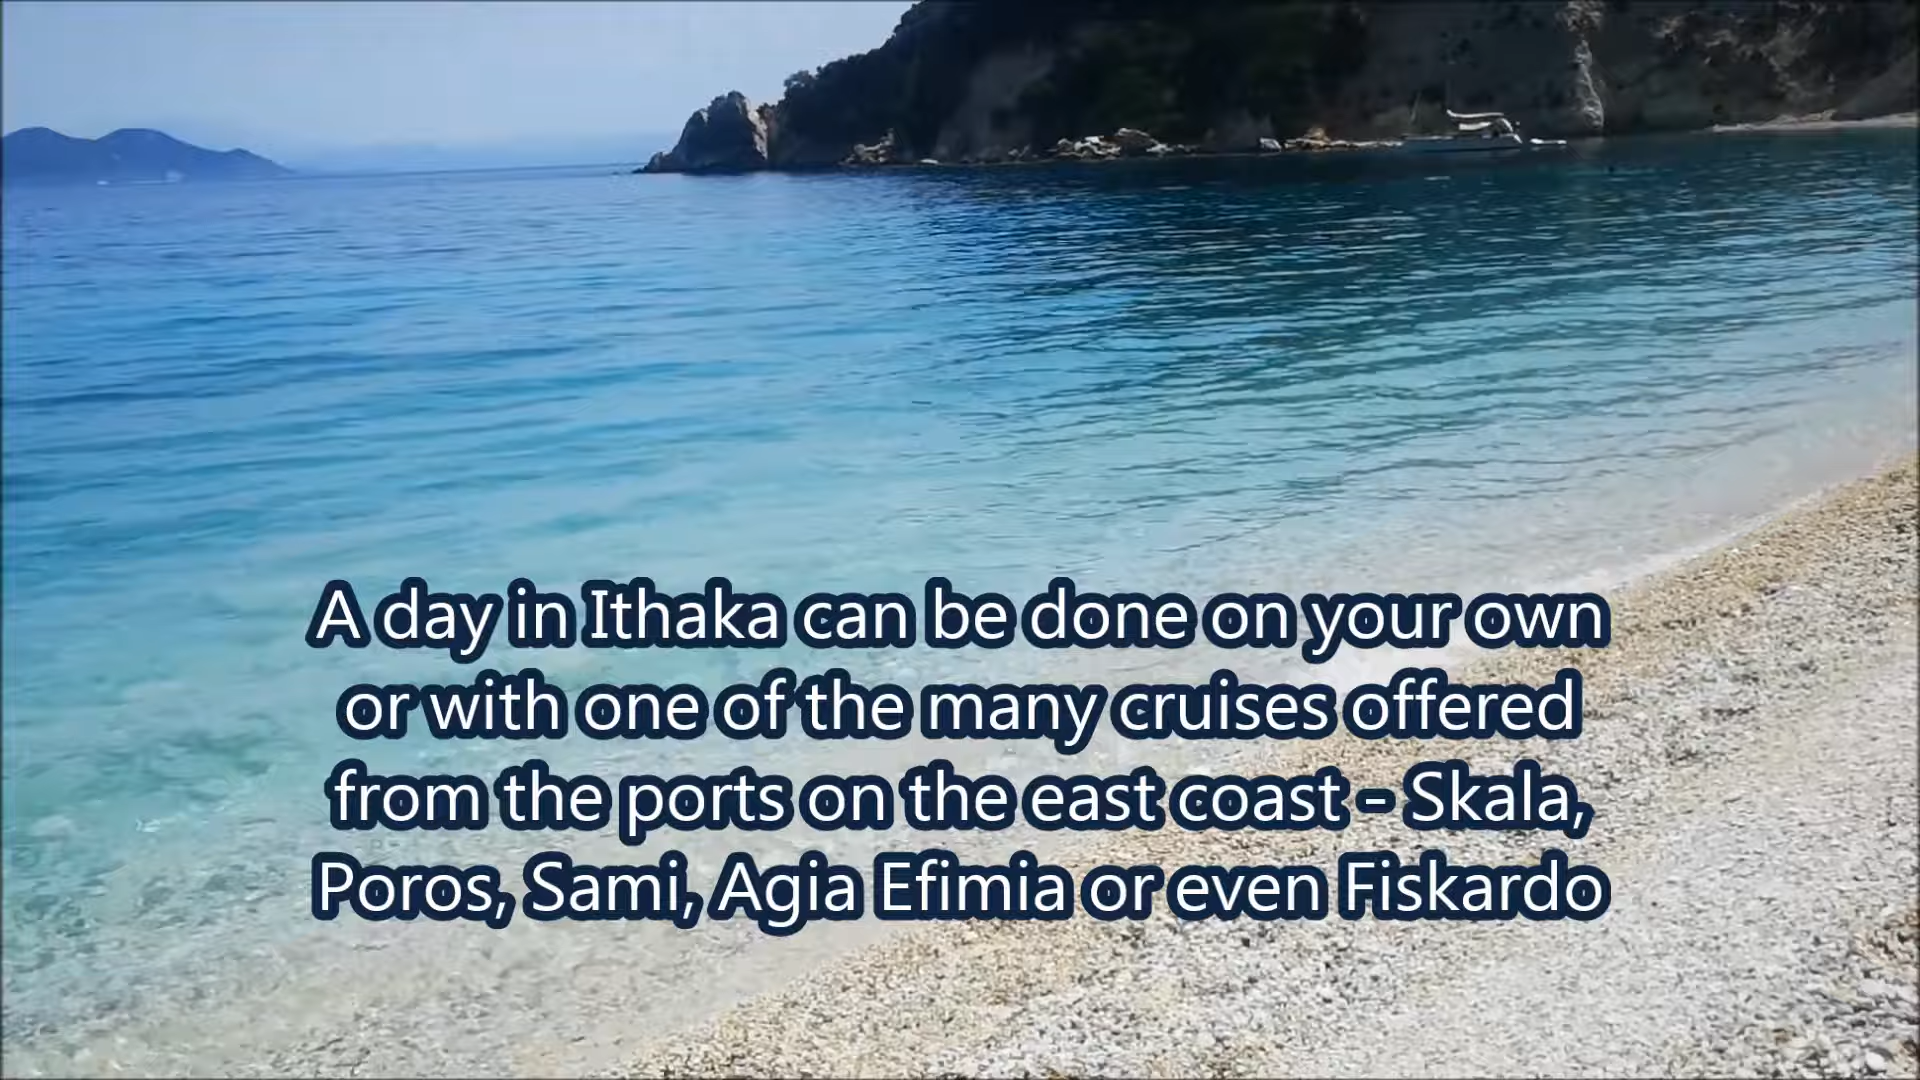 A day in Ithaka can be done on your own
or with one of the many cruises offered
from the ports on the east coast - Skala,
Poros, Sami, Agia Efimia or even Fiskardo